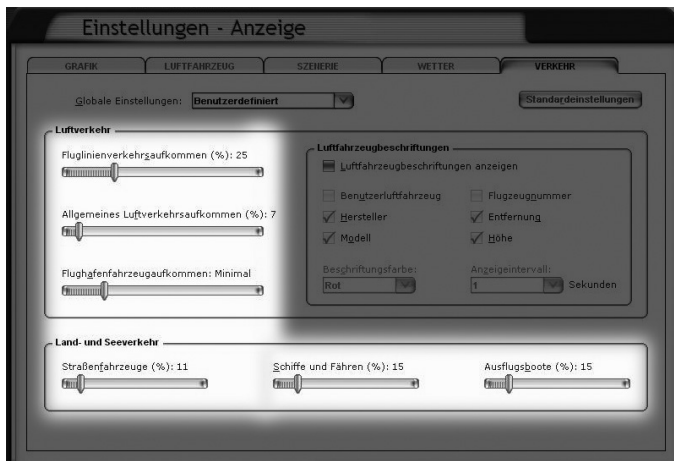 Einstellungen - Anzeige
GRAFIK LUFTFAHRZEUG SZENERIE WETTER VERKEHR
Globale Einstellungen: Benutzerdefiniert Standardeinstellungen
Luftverkehr
Fluglinienverkehrsaufkommen (%): 25
Allgemeines Luftverkehrsaufkommen (%): 7
Flughafenfahrzeugaufkommen: Minimal
Luftfahrzeugbeschriftungen
Luftfahrzeugbeschriftungen anzeigen
Benutzerluftfahrzeug Flugzeugnummer
Hersteller Entfernung
Modell Höhe
Beschriftungsfarbe: Anzeigeintervall:
Rot 1 Sekunden
Land- und Seeverkehr
Straßenfahrzeuge (%): 11 Schiffe und Fähren (%): 15 Ausflugsboote (%): 15